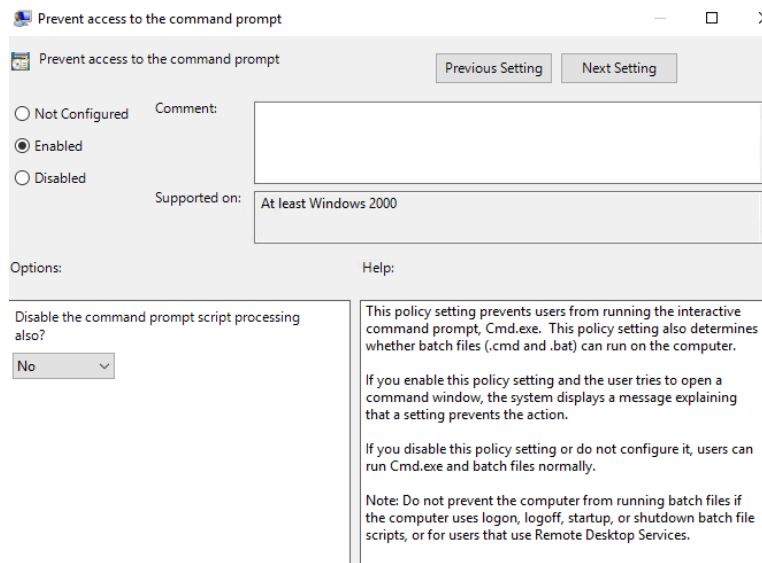 Prevent access to the command prompt
Prevent access to the command prompt
Previous Setting
Next Setting
Not Configured
Comment:
Enabled
Disabled
Supported on:
At least Windows 2000
Options:
Help:
Disable the command prompt script processing
also?
No
This policy setting prevents users from running the interactive
command prompt, Cmd.exe.  This policy setting also determines
whether batch files (.cmd and .bat) can run on the computer.
If you enable this policy setting and the user tries to open a
command window, the system displays a message explaining
that a setting prevents the action.
If you disable this policy setting or do not configure it, users can
run Cmd.exe and batch files normally.
Note: Do not prevent the computer from running batch files if
the computer uses logon, logoff, startup, or shutdown batch file
scripts, or for users that use Remote Desktop Services.